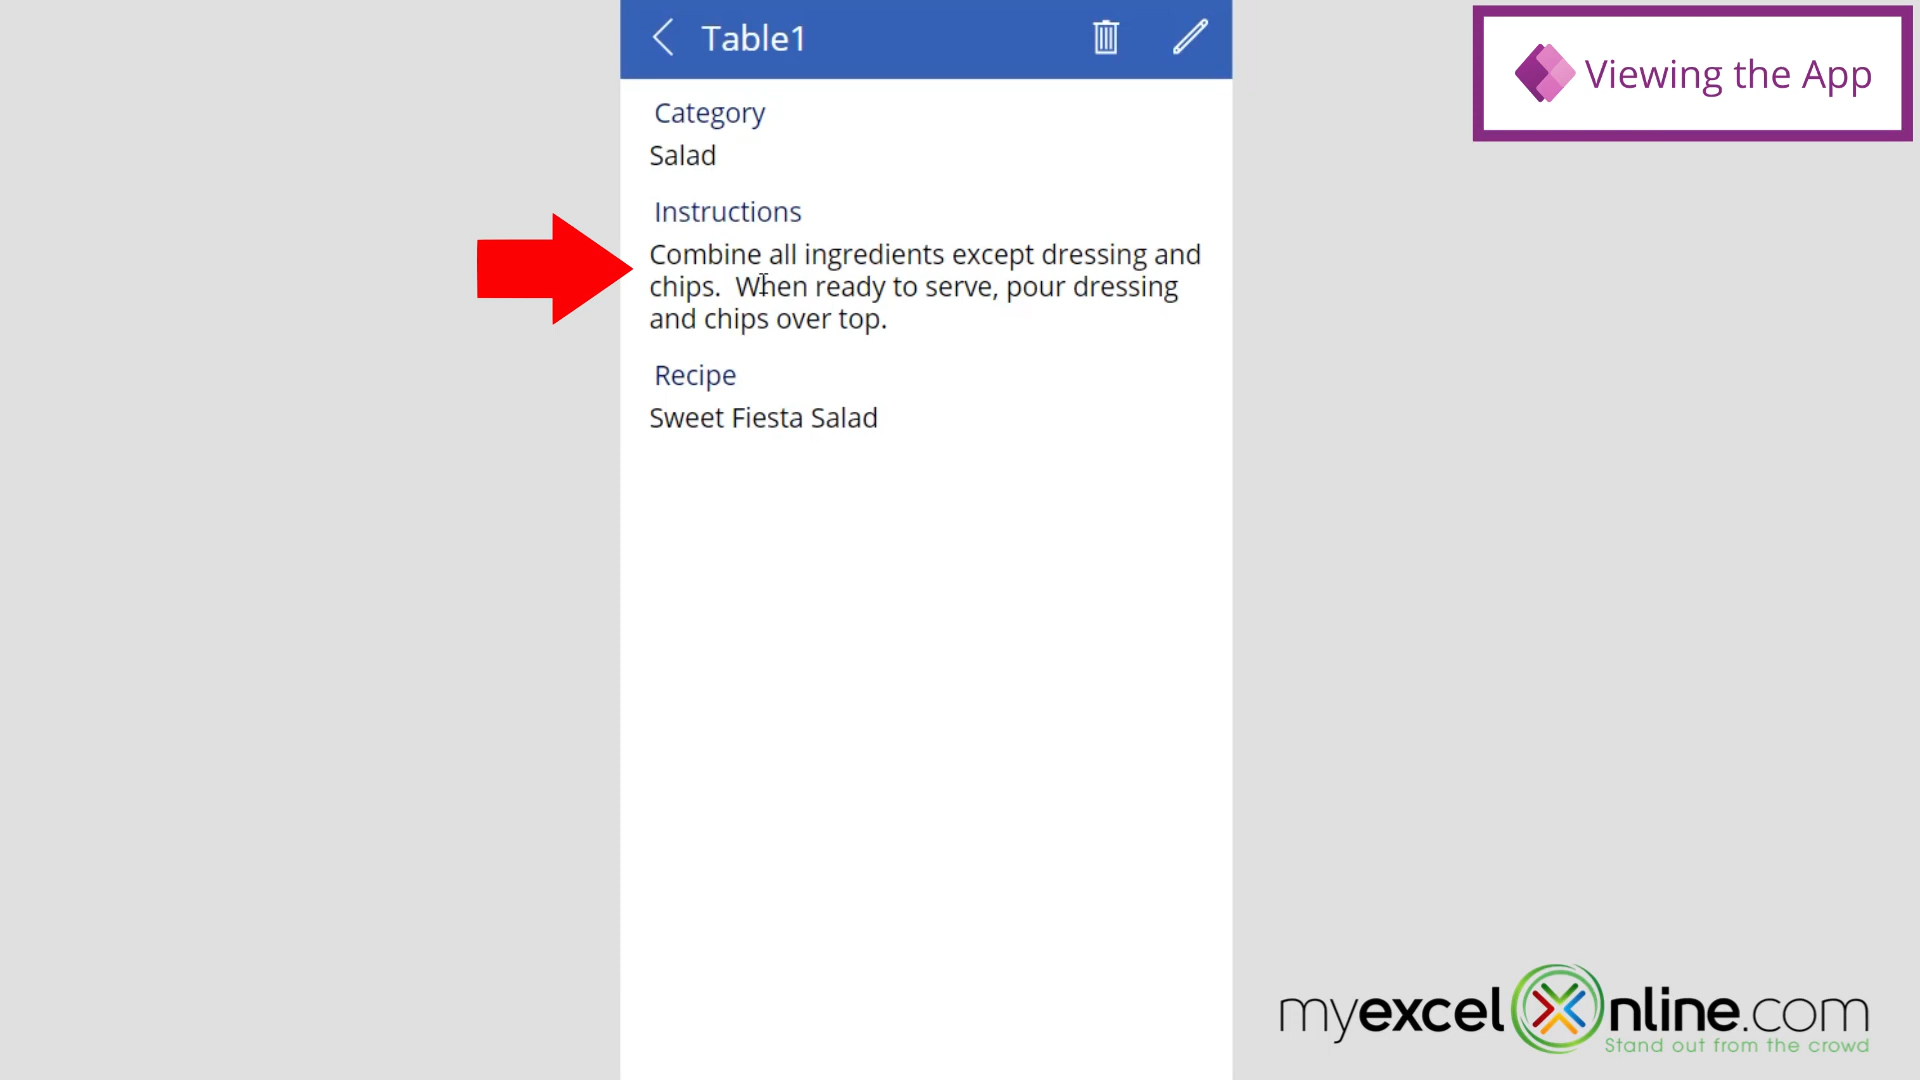 Table1
Viewing the App
Category
Salad
Instructions
Combine all ingredients except dressing and
chips.  When ready to serve, pour dressing
and chips over top.
Recipe
Sweet Fiesta Salad
myexcelonline.com
Stand out from the crowd